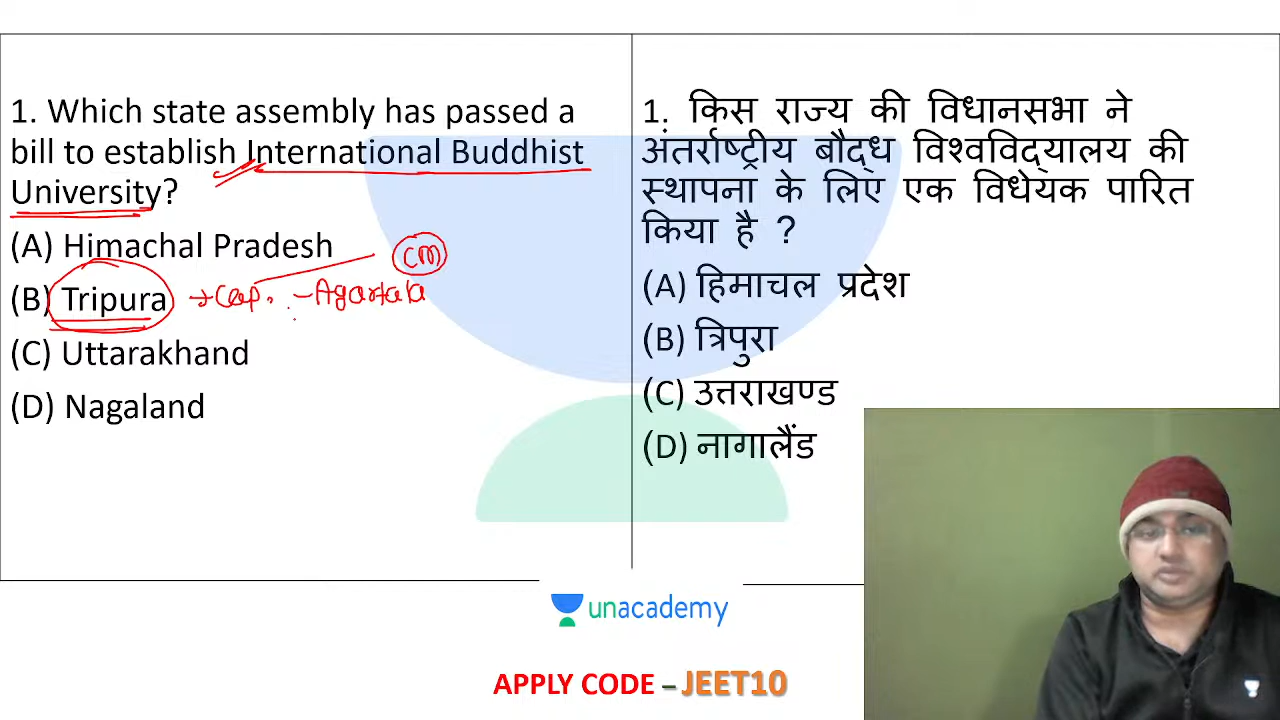 1. Which state assembly has passed a
bill to establish International Buddhist
University?
(A) Himachal Pradesh
(B) Tripura → Cap. – Agartala
CM
(C) Uttarakhand
(D) Nagaland
1. किस राज्य की विधानसभा ने
अंतर्राष्ट्रीय बौद्ध विश्वविद्यालय की
स्थापना के लिए एक विधेयक पारित
किया है ?
(A) हिमाचल प्रदेश
(B) त्रिपुरा
(C) उत्तराखण्ड
(D) नागालैंड
unacademy
APPLY CODE – JEET10